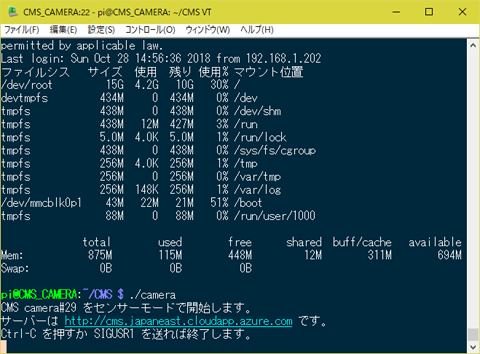 CMS_CAMERA:22 - pi@CMS_CAMERA: ~/CMS VT
ファイル(F) 編集(E) 設定(S) コントロール(O) ウィンドウ(W) ヘルプ(H)
permitted by applicable law.
Last login: Sun Oct 28 14:56:36 2018 from 192.168.1.202
ファイルシス サイズ 使用 残り 使用% マウント位置
/dev/root 15G 4.2G 10G 30% /
devtmpfs 434M 0 434M 0% /dev
tmpfs 438M 0 438M 0% /dev/shm
tmpfs 438M 12M 427M 3% /run
tmpfs 5.0M 4.0K 5.0M 1% /run/lock
tmpfs 438M 0 438M 0% /sys/fs/cgroup
tmpfs 256M 4.0K 256M 1% /tmp
tmpfs 256M 0 256M 0% /var/tmp
tmpfs 256M 148K 256M 1% /var/log
/dev/mmcblk0p1 43M 22M 21M 51% /boot
tmpfs 88M 0 88M 0% /run/user/1000
total used free shared buff/cache available
Mem: 875M 115M 448M 12M 311M 694M
Swap: 0B 0B 0B
pi@CMS_CAMERA:~/CMS $ ./camera
CMS camera#29 をセンサーモードで開始します。
サーバーは http://cms.japaneast.cloudapp.azure.com です。
Ctrl-C を押すか SIGUSR1 を送れば終了します。